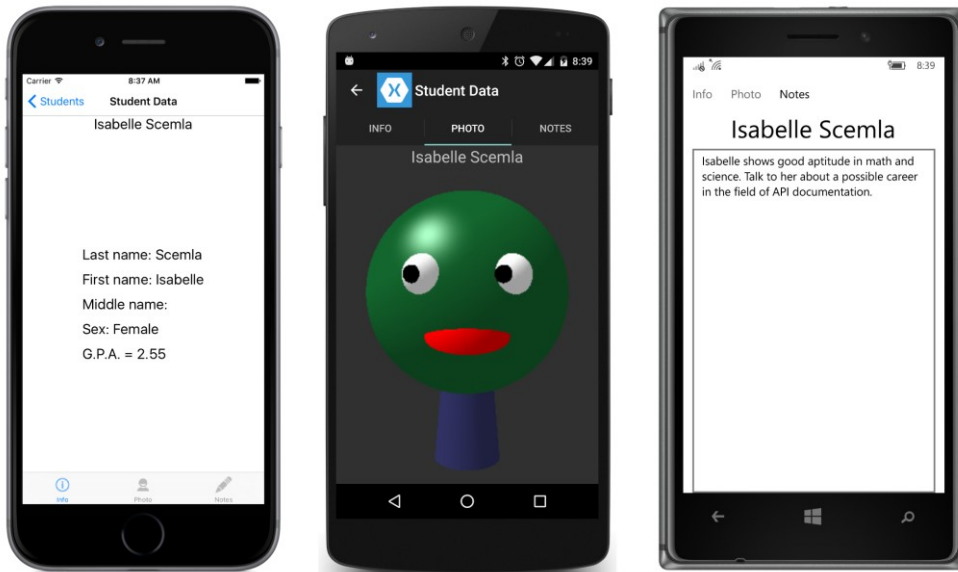 Carrier 8:37 AM
Students Student Data
Isabelle Scemla
Last name: Scemla
First name: Isabelle
Middle name:
Sex: Female
G.P.A. = 2.55
Info Photo Notes
8:39
Student Data
INFO PHOTO NOTES
Isabelle Scemla
8:39
Info Photo Notes
Isabelle Scemla
Isabelle shows good aptitude in math and
science. Talk to her about a possible career
in the field of API documentation.